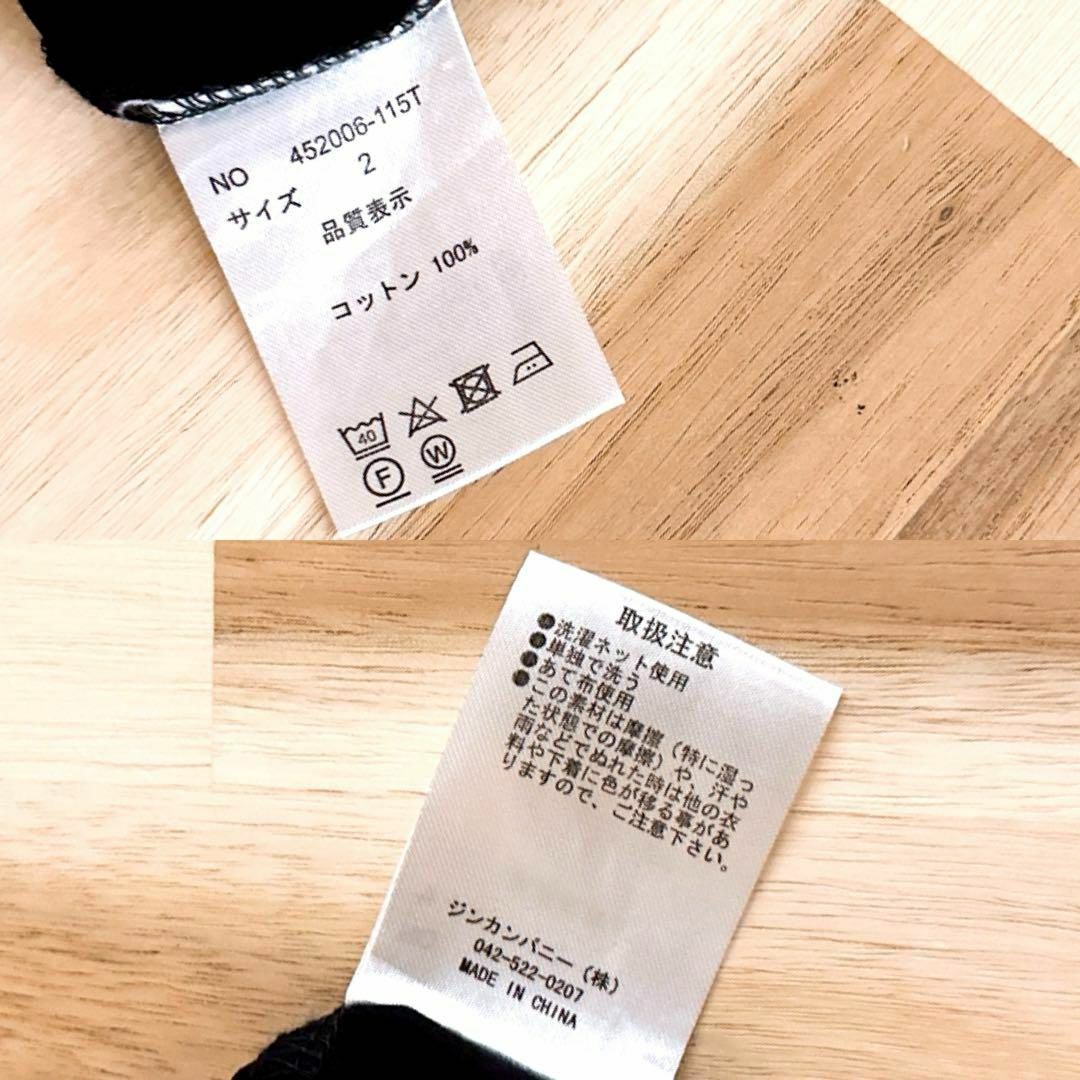 NO 452006-115T
サイズ 2
品質表示
コットン 100%
40
F W
取扱注意
●洗濯ネット使用
●単独で洗う
●あて布使用
●この素材は摩擦（特に湿っ
た状態での摩擦）や、汗や
雨などでぬれた時は他の衣
料や下着に色が移る事があ
りますので、ご注意下さい。
ジンカンパニー（株）
042-522-0207
MADE IN CHINA